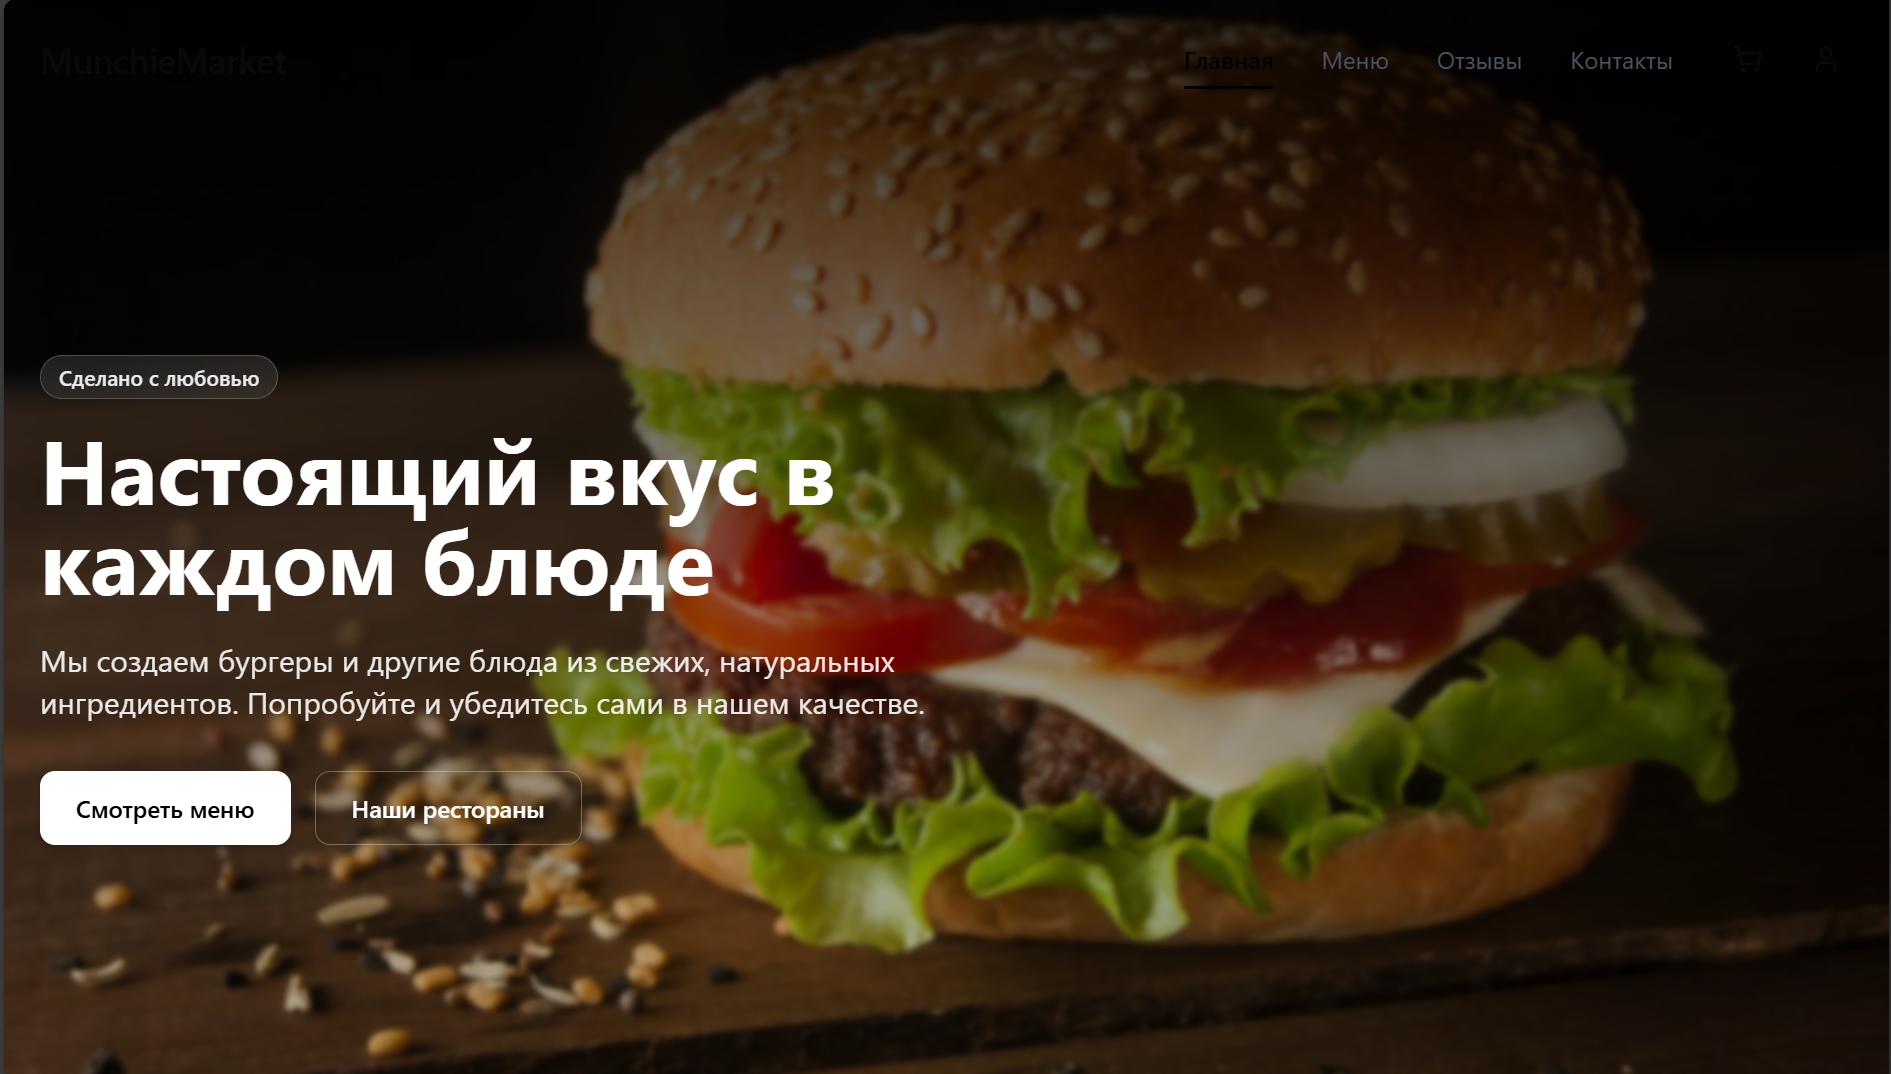 MunchieMarket
Главная Меню Отзывы Контакты
Сделано с любовью
Настоящий вкус в
каждом блюде
Мы создаем бургеры и другие блюда из свежих, натуральных
ингредиентов. Попробуйте и убедитесь сами в нашем качестве.
Смотреть меню Наши рестораны